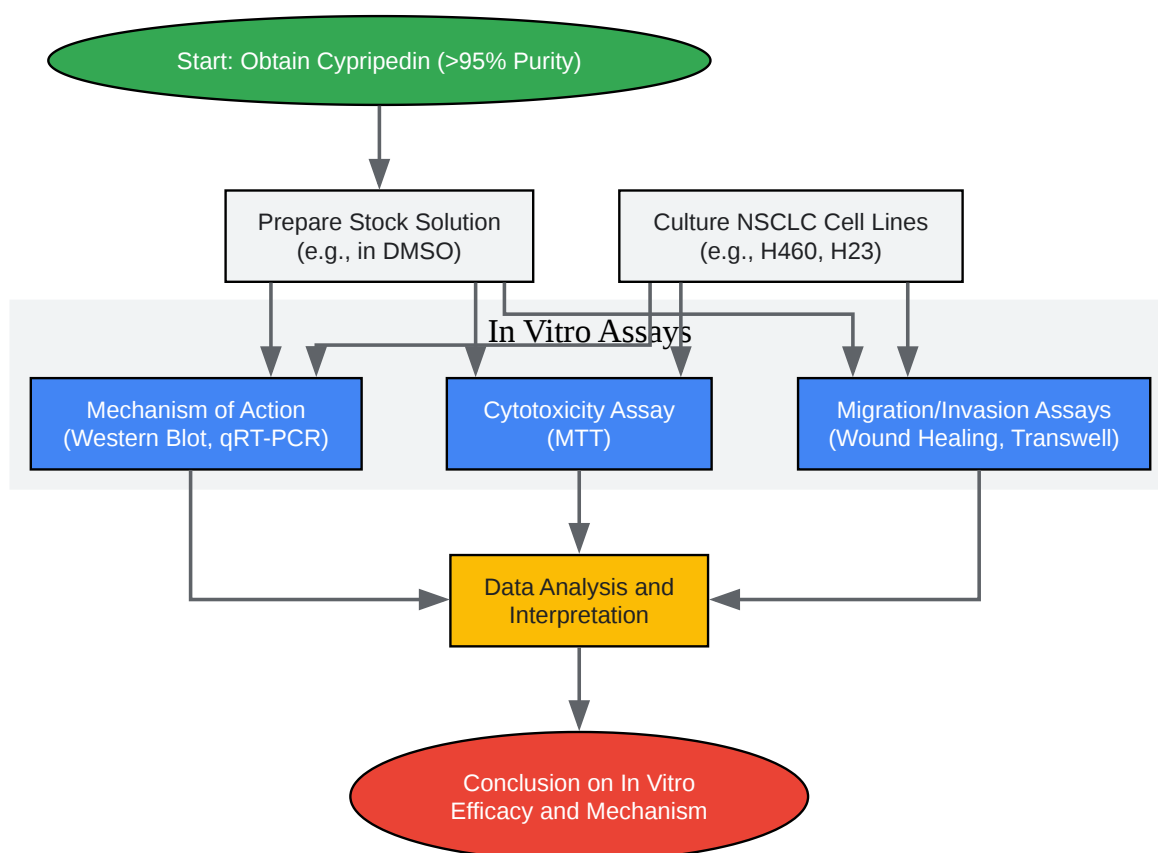 Start: Obtain Cypripedin (>95% Purity)
Prepare Stock Solution
(e.g., in DMSO)
Culture NSCLC Cell Lines
(e.g., H460, H23)
In Vitro Assays
Mechanism of Action
(Western Blot, qRT-PCR)
Cytotoxicity Assay
(MTT)
Migration/Invasion Assays
(Wound Healing, Transwell)
Data Analysis and
Interpretation
Conclusion on In Vitro
Efficacy and Mechanism